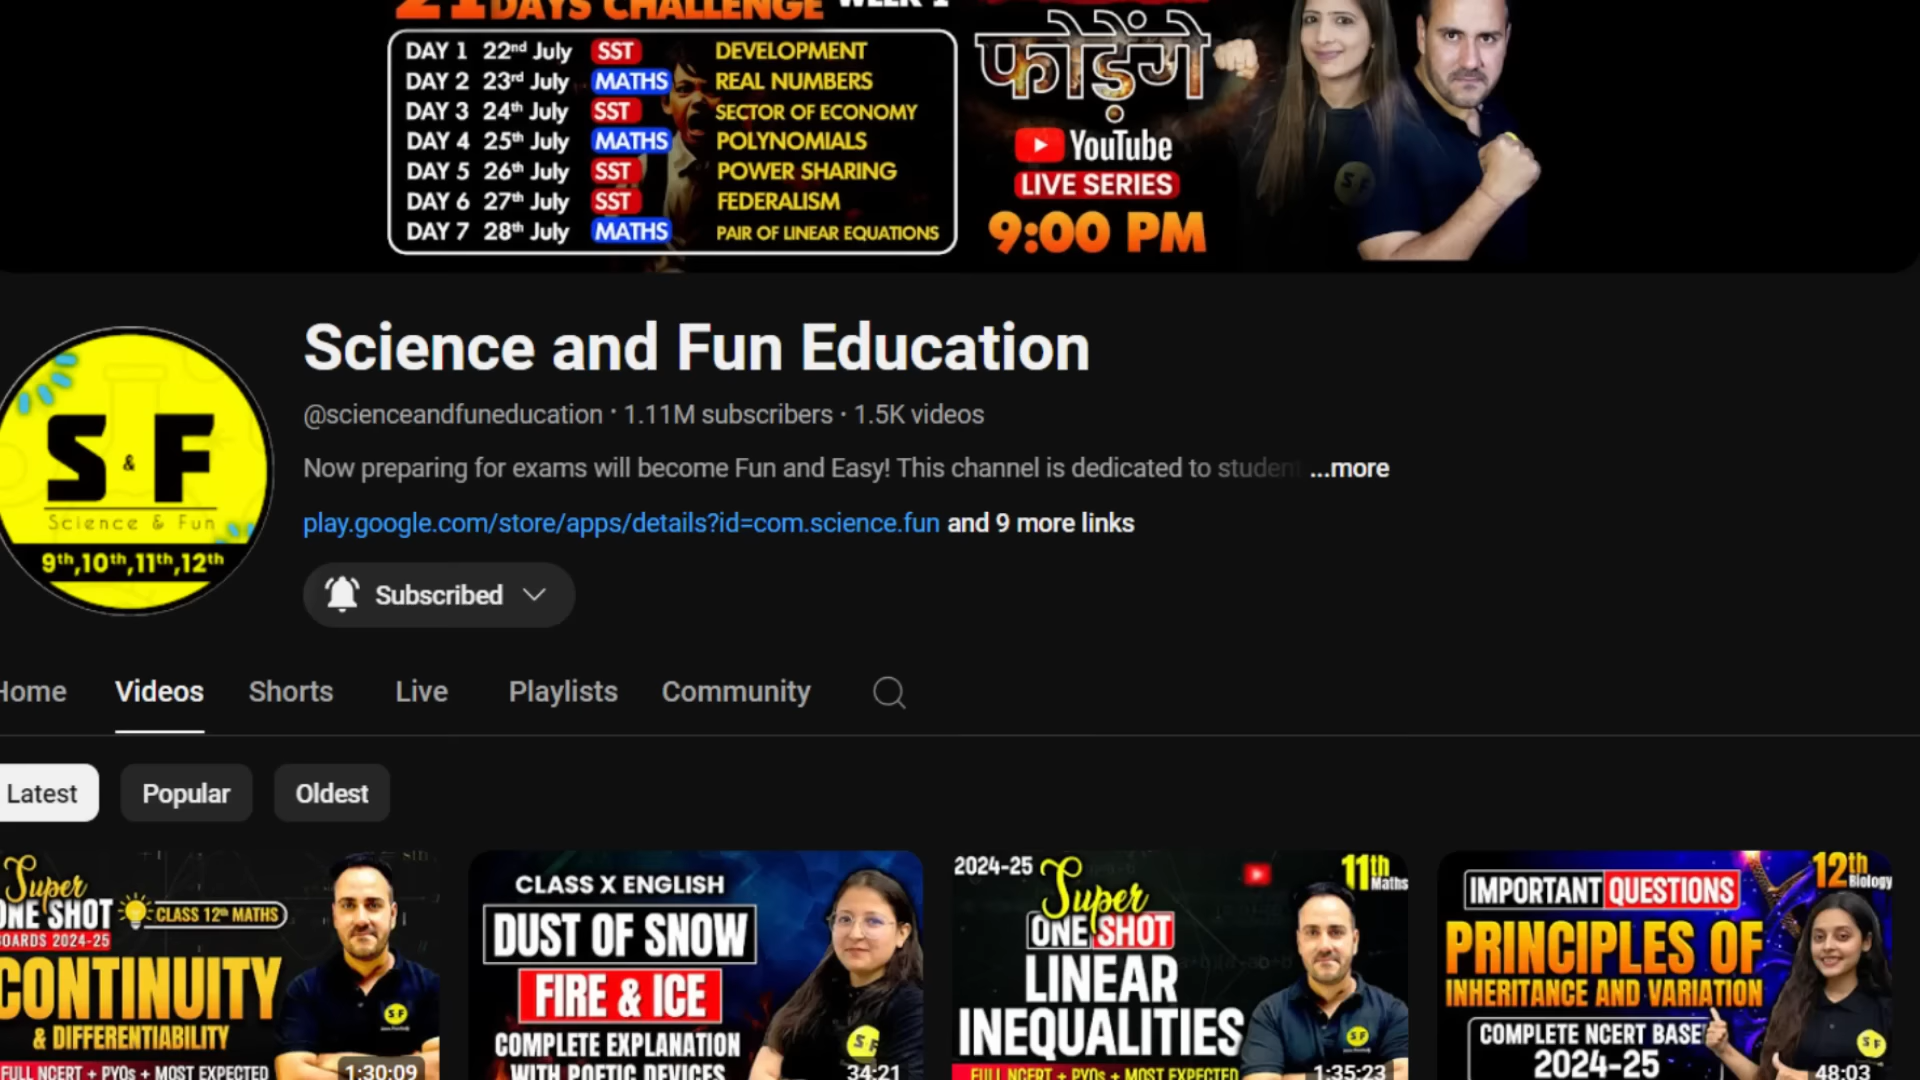 21 DAYS CHALLENGE WEEK 1
DAY 1 22nd July SST DEVELOPMENT
DAY 2 23rd July MATHS REAL NUMBERS
DAY 3 24th July SST SECTOR OF ECONOMY
DAY 4 25th July MATHS POLYNOMIALS
DAY 5 26th July SST POWER SHARING
DAY 6 27th July SST FEDERALISM
DAY 7 28th July MATHS PAIR OF LINEAR EQUATIONS
फोड़ेंगे
YouTube
LIVE SERIES
9:00 PM
S F
S & F
Science & Fun
9th,10th,11th,12th
Science and Fun Education
@scienceandfuneducation · 1.11M subscribers · 1.5K videos
Now preparing for exams will become Fun and Easy! This channel is dedicated to studen ...more
play.google.com/store/apps/details?id=com.science.fun and 9 more links
Subscribed
Home Videos Shorts Live Playlists Community
Latest Popular Oldest
Super
ONE SHOT CLASS 12th MATHS
BOARDS 2024-25
CONTINUITY
& DIFFERENTIABILITY
FULL NCERT + PYQs + MOST EXPECTED
S F
1:30:09
CLASS X ENGLISH
DUST OF SNOW
FIRE & ICE
COMPLETE EXPLANATION
WITH POETIC DEVICES
S F
34:21
2024-25 Super 11th
Maths
ONE SHOT
LINEAR
INEQUALITIES
FULL NCERT + PYQs + MOST EXPECTED
S F
1:35:23
12th
Biology
IMPORTANT QUESTIONS
PRINCIPLES OF
INHERITANCE AND VARIATION
COMPLETE NCERT BASE
2024-25
S F
48:03